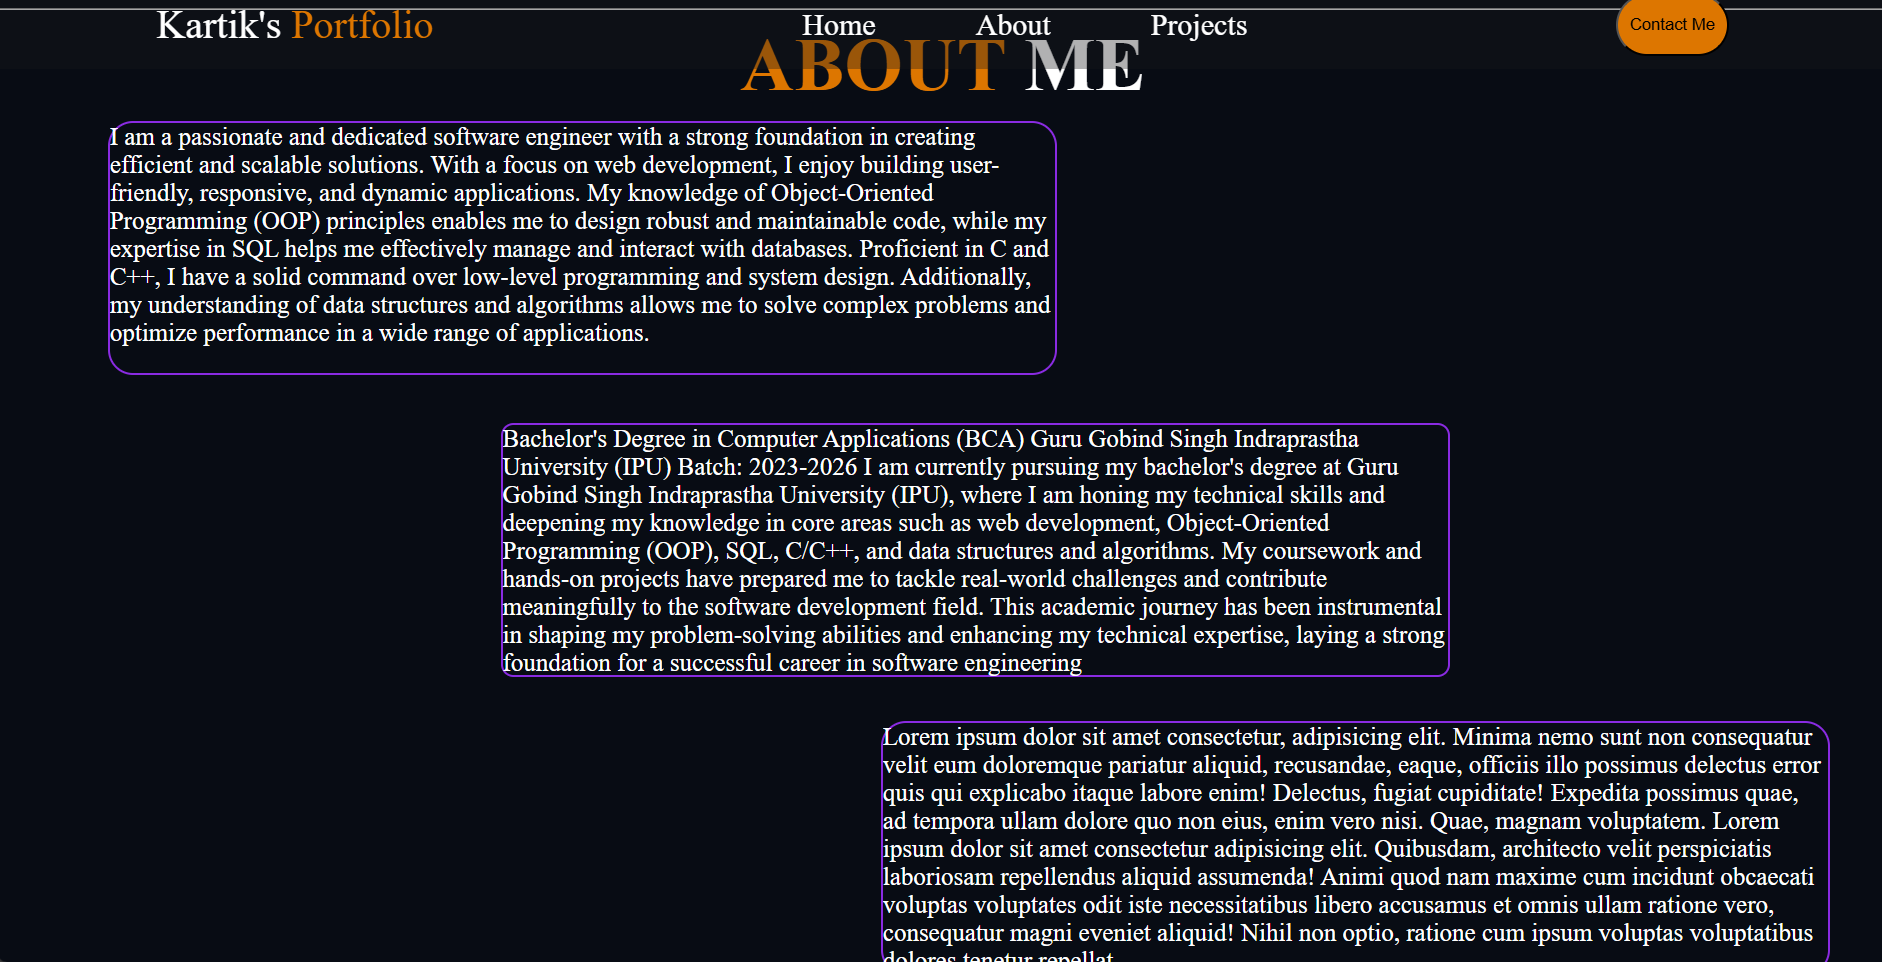 Kartik's Portfolio
Home
About
Projects
Contact Me
ABOUT ME
I am a passionate and dedicated software engineer with a strong foundation in creating
efficient and scalable solutions. With a focus on web development, I enjoy building user-
friendly, responsive, and dynamic applications. My knowledge of Object-Oriented
Programming (OOP) principles enables me to design robust and maintainable code, while my
expertise in SQL helps me effectively manage and interact with databases. Proficient in C and
C++, I have a solid command over low-level programming and system design. Additionally,
my understanding of data structures and algorithms allows me to solve complex problems and
optimize performance in a wide range of applications.
Bachelor's Degree in Computer Applications (BCA) Guru Gobind Singh Indraprastha
University (IPU) Batch: 2023-2026 I am currently pursuing my bachelor's degree at Guru
Gobind Singh Indraprastha University (IPU), where I am honing my technical skills and
deepening my knowledge in core areas such as web development, Object-Oriented
Programming (OOP), SQL, C/C++, and data structures and algorithms. My coursework and
hands-on projects have prepared me to tackle real-world challenges and contribute
meaningfully to the software development field. This academic journey has been instrumental
in shaping my problem-solving abilities and enhancing my technical expertise, laying a strong
foundation for a successful career in software engineering
Lorem ipsum dolor sit amet consectetur, adipisicing elit. Minima nemo sunt non consequatur
velit eum doloremque pariatur aliquid, recusandae, eaque, officiis illo possimus delectus error
quis qui explicabo itaque labore enim! Delectus, fugiat cupiditate! Expedita possimus quae,
ad tempora ullam dolore quo non eius, enim vero nisi. Quae, magnam voluptatem. Lorem
ipsum dolor sit amet consectetur adipisicing elit. Quibusdam, architecto velit perspiciatis
laboriosam repellendus aliquid assumenda! Animi quod nam maxime cum incidunt obcaecati
voluptas voluptates odit iste necessitatibus libero accusamus et omnis ullam ratione vero,
consequatur magni eveniet aliquid! Nihil non optio, ratione cum ipsum voluptas voluptatibus
dolores tenetur repellat